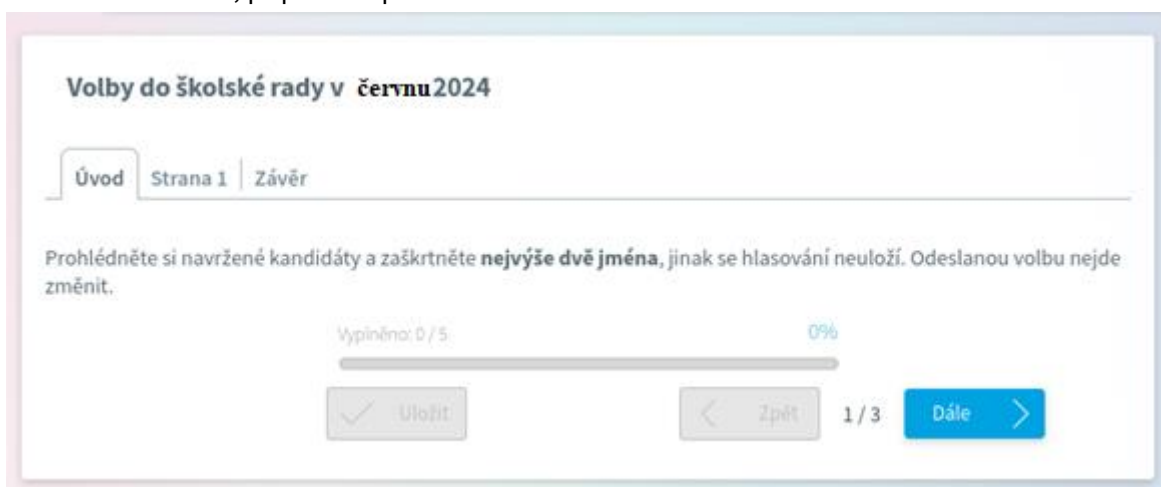 Volby do školské rady v červnu 2024
Úvod Strana 1 Závěr
Prohlédněte si navržené kandidáty a zaškrtněte nejvýše dvě jména, jinak se hlasování neuloží. Odeslanou volbu nejde
změnit.
Vyplněno: 0 / 5 0%
Uložit Zpět 1 / 3 Dále